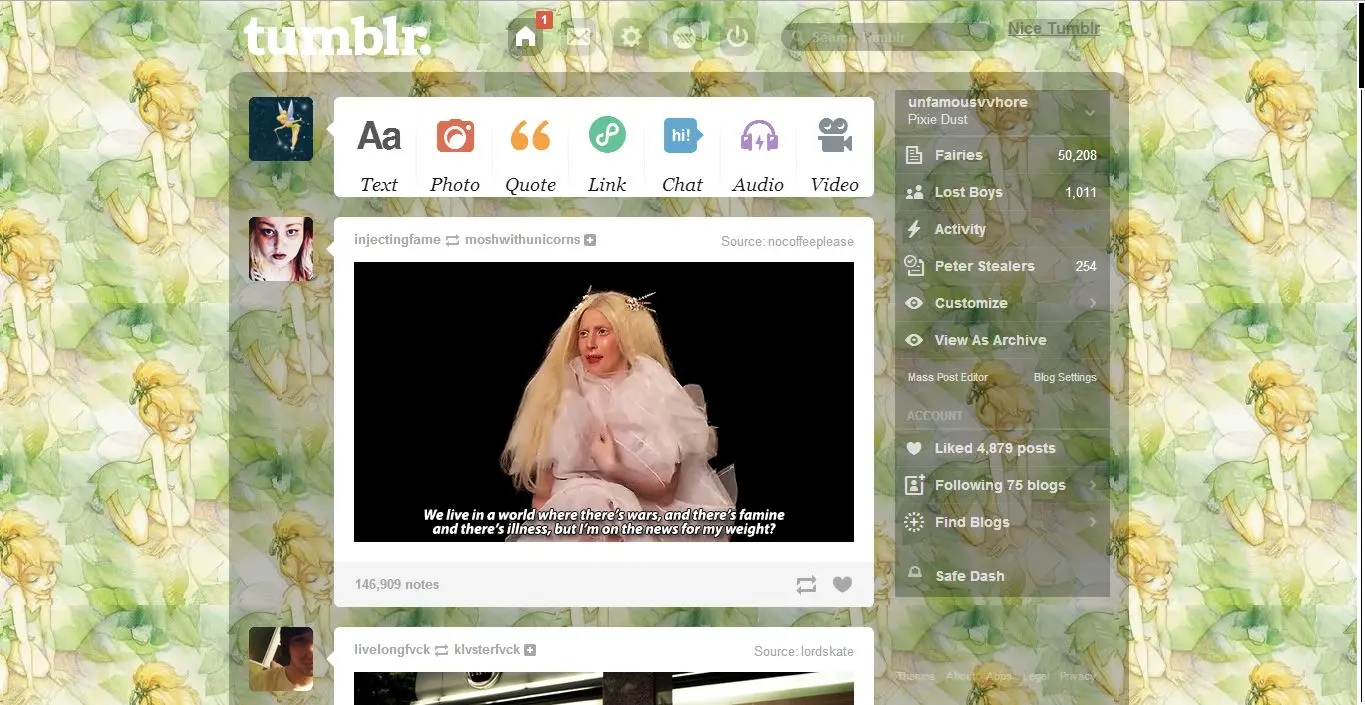 tumblr.
1
Search Tumblr
Nice Tumblr
Aa
hi!
Text
Photo
Quote
Link
Chat
Audio
Video
injectingfame moshwithunicorns
Source: nocoffeeplease
We live in a world where there's wars, and there's famine
and there's illness, but I'm on the news for my weight?
146,909 notes
livelongfvck klvsterfvck
Source: lordskate
unfamousvvhore
Pixie Dust
Fairies 50,208
Lost Boys 1,011
Activity
Peter Stealers 254
Customize
View As Archive
Mass Post Editor Blog Settings
ACCOUNT
Liked 4,879 posts
Following 75 blogs
Find Blogs
Safe Dash
Themes About Apps Legal Privacy